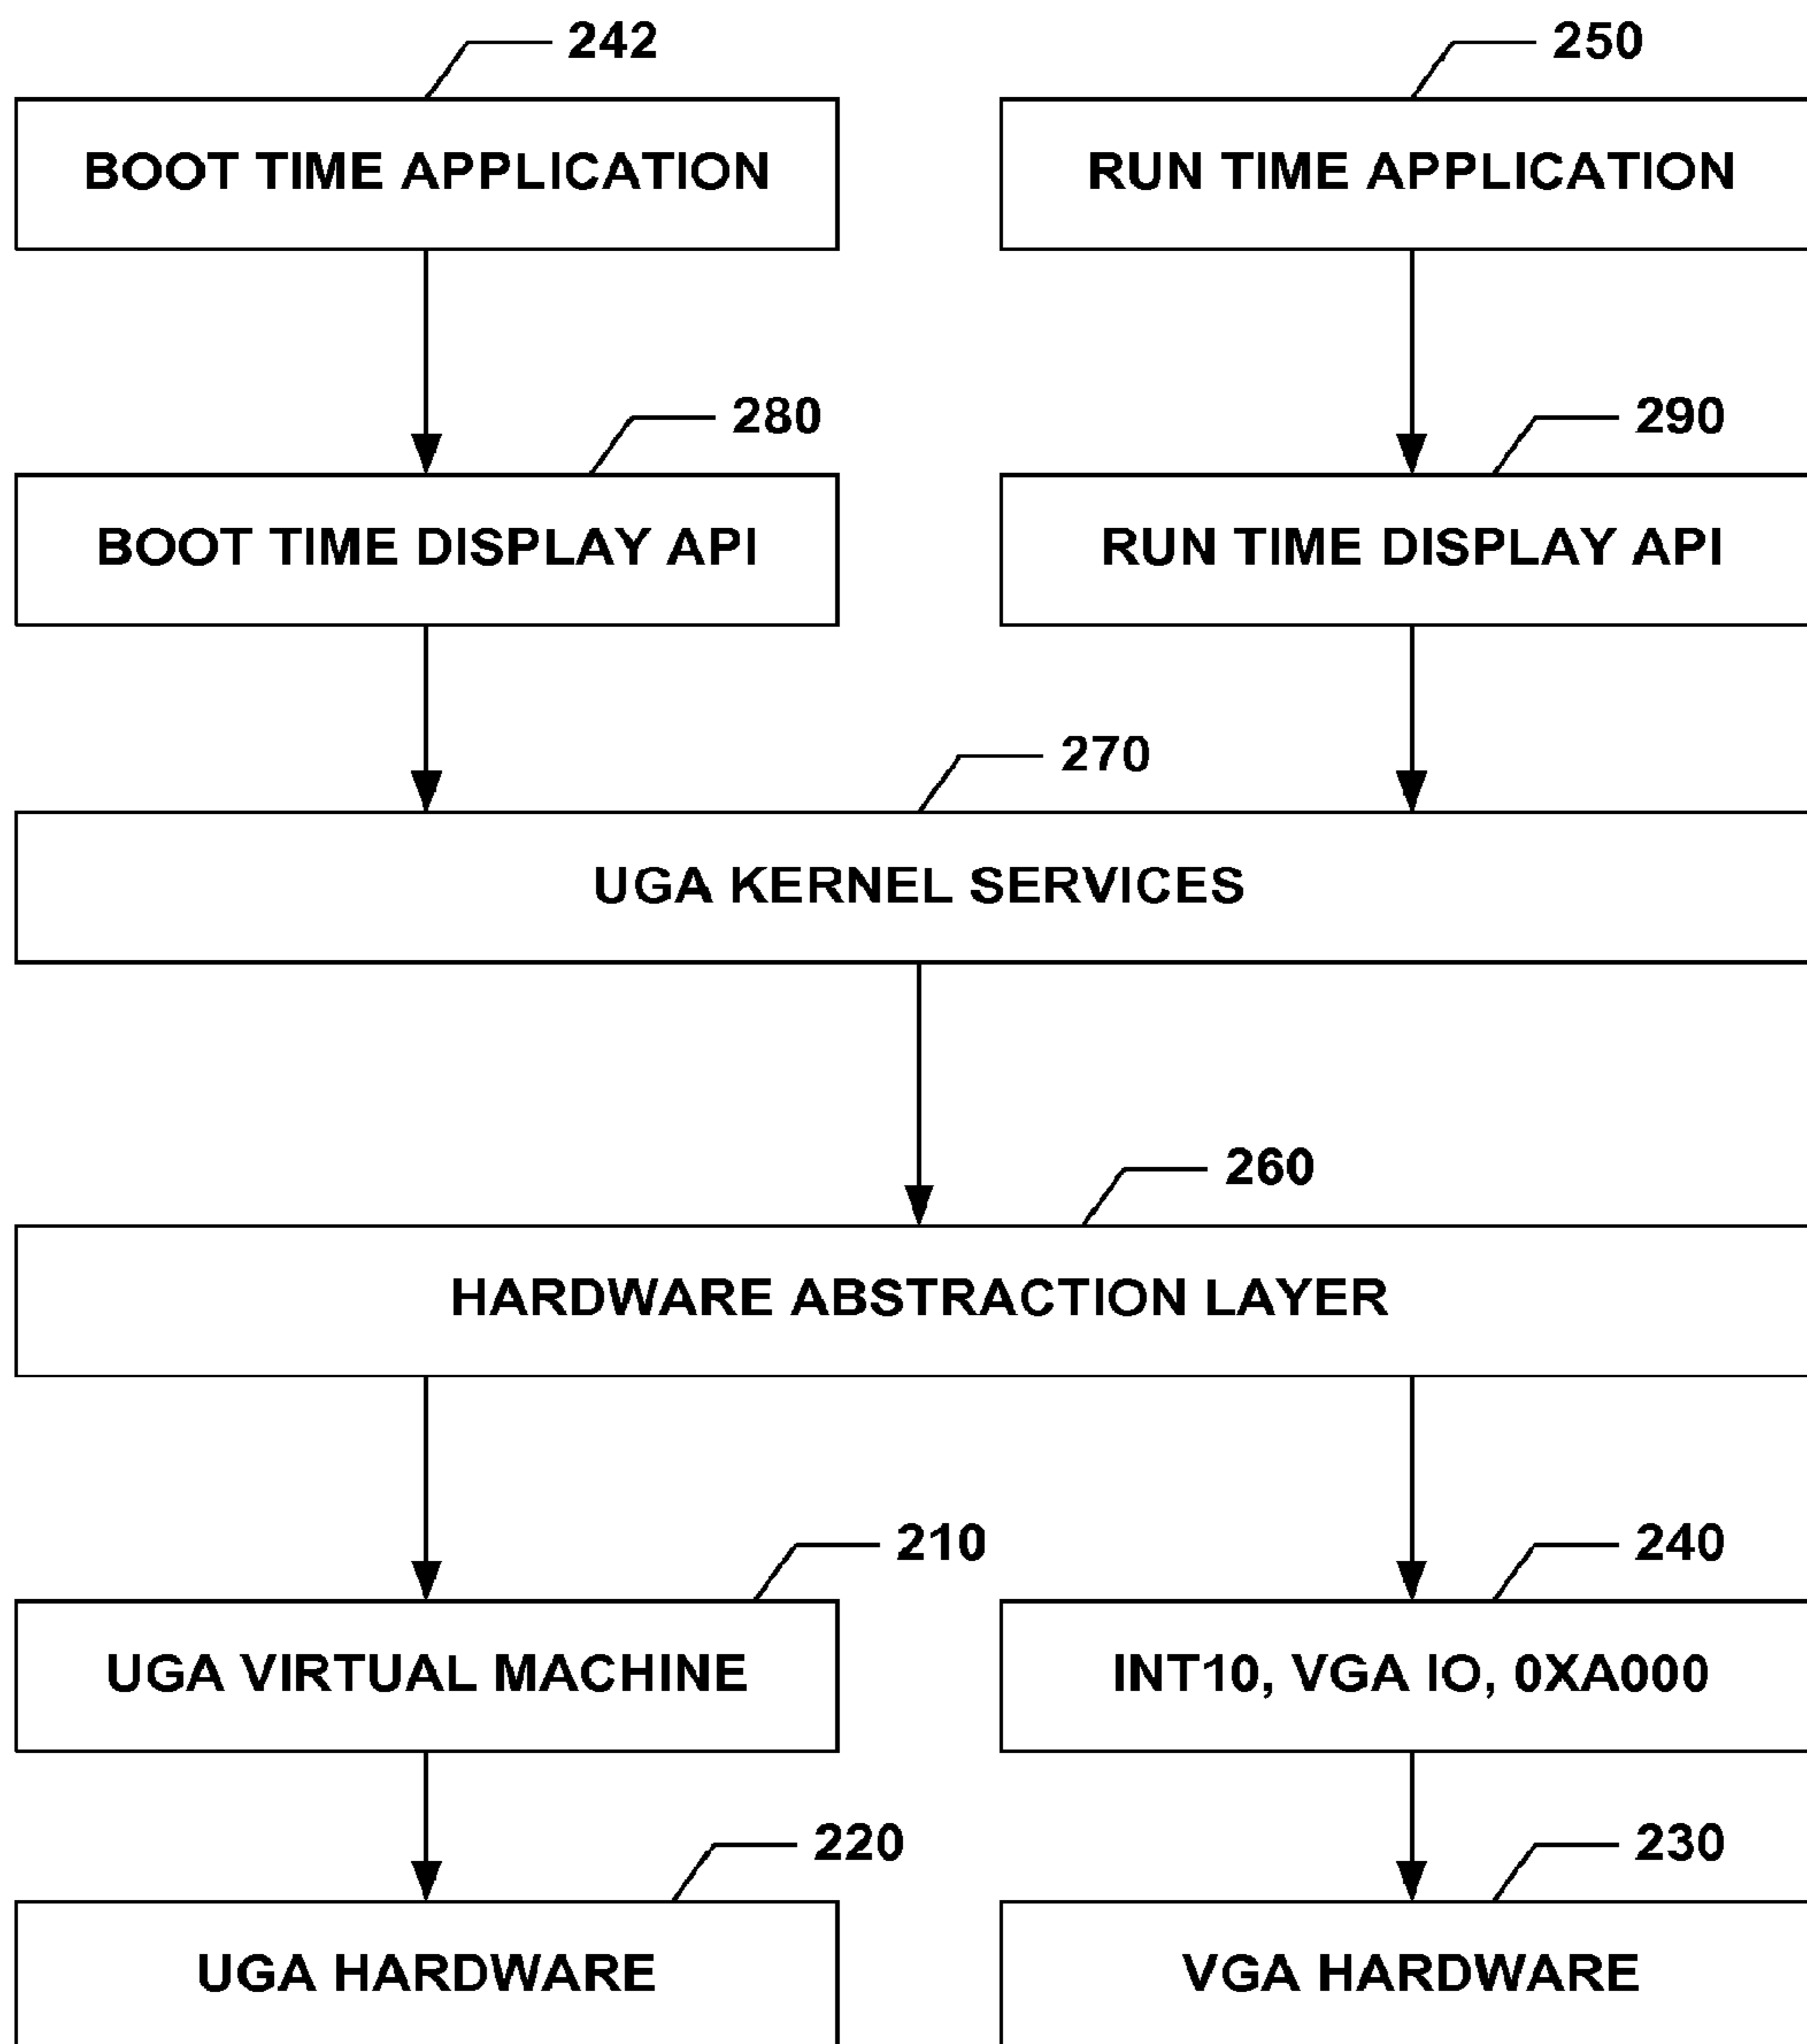 242
250
BOOT TIME APPLICATION
RUN TIME APPLICATION
280
290
BOOT TIME DISPLAY API
RUN TIME DISPLAY API
270
UGA KERNEL SERVICES
260
HARDWARE ABSTRACTION LAYER
210
240
UGA VIRTUAL MACHINE
INT10, VGA IO, 0XA000
220
230
UGA HARDWARE
VGA HARDWARE